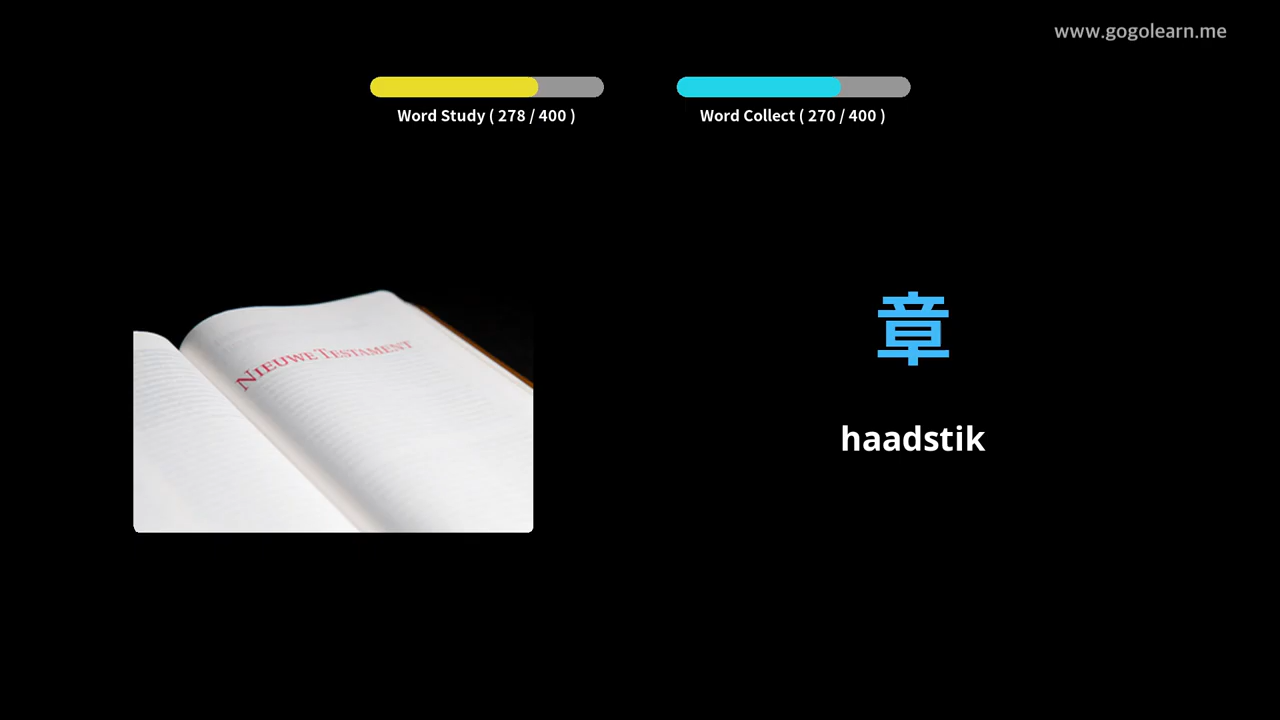 www.gogolearn.me
Word Study ( 278 / 400 )
Word Collect ( 270 / 400 )
NIEUWE TESTAMENT
章
haadstik